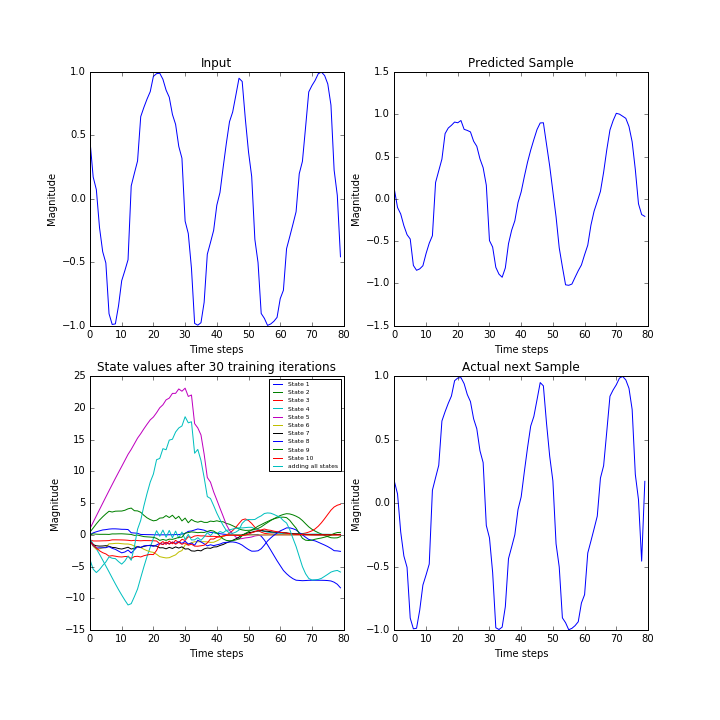 Input
Magnitude
1.0
0.5
0.0
−0.5
−1.0
0 10 20 30 40 50 60 70 80
Time steps
Predicted Sample
Magnitude
1.5
1.0
0.5
0.0
−0.5
−1.0
−1.5
0 10 20 30 40 50 60 70 80
Time steps
State values after 30 training iterations
Magnitude
25
20
15
10
5
0
−5
−10
−15
0 10 20 30 40 50 60 70 80
Time steps
State 1
State 2
State 3
State 4
State 5
State 6
State 7
State 8
State 9
State 10
adding all states
Actual next Sample
Magnitude
1.0
0.5
0.0
−0.5
−1.0
0 10 20 30 40 50 60 70 80
Time steps